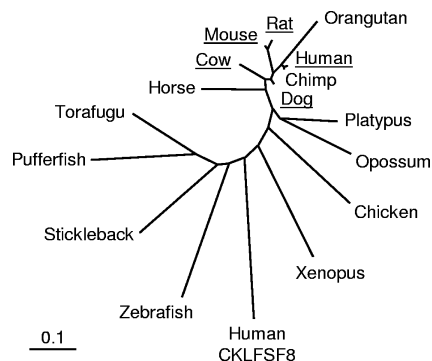 Rat
Orangutan
Mouse
Cow
Human
Chimp
Horse
Dog
Torafugu
Platypus
Pufferfish
Opossum
Chicken
Stickleback
Xenopus
Zebrafish
Human
CKLFSF8
0.1